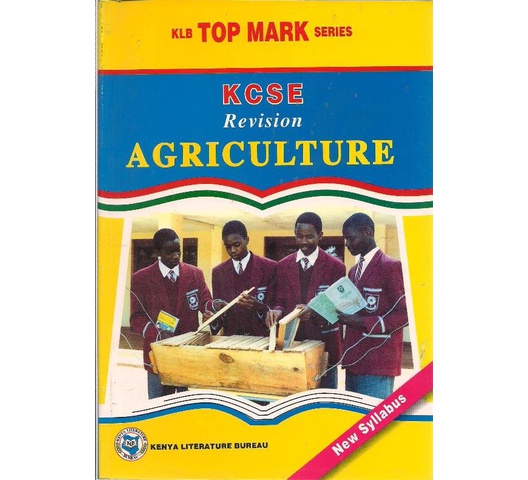 KLB TOP MARK SERIES
KCSE
Revision
AGRICULTURE
New Syllabus
KENYA LITERATURE BUREAU